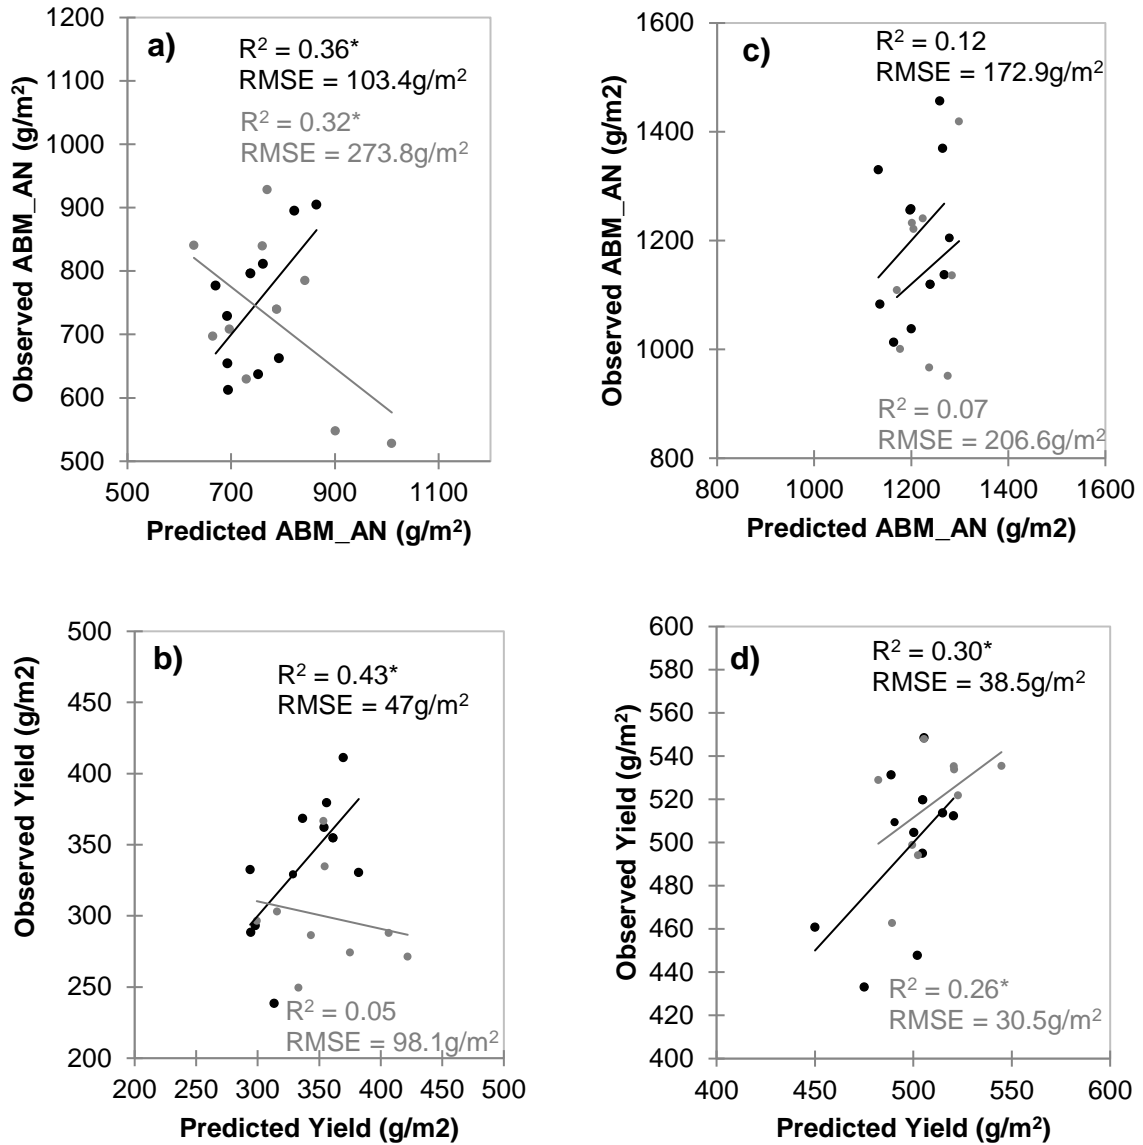 a)
R² = 0.36*
RMSE = 103.4g/m²
R² = 0.32*
RMSE = 273.8g/m²
1200
1100
1000
900
800
700
600
500
500 700 900 1100
Observed ABM_AN (g/m²)
Predicted ABM_AN (g/m²)
c)
R² = 0.12
RMSE = 172.9g/m²
R² = 0.07
RMSE = 206.6g/m²
1600
1400
1200
1000
800
800 1000 1200 1400 1600
Observed ABM_AN (g/m2)
Predicted ABM_AN (g/m2)
b)
R² = 0.43*
RMSE = 47g/m²
R² = 0.05
RMSE = 98.1g/m²
500
450
400
350
300
250
200
200 250 300 350 400 450 500
Observed Yield (g/m2)
Predicted Yield (g/m2)
d)
R² = 0.30*
RMSE = 38.5g/m²
R² = 0.26*
RMSE = 30.5g/m²
600
580
560
540
520
500
480
460
440
420
400
400 450 500 550 600
Observed Yield (g/m²)
Predicted Yield (g/m²)